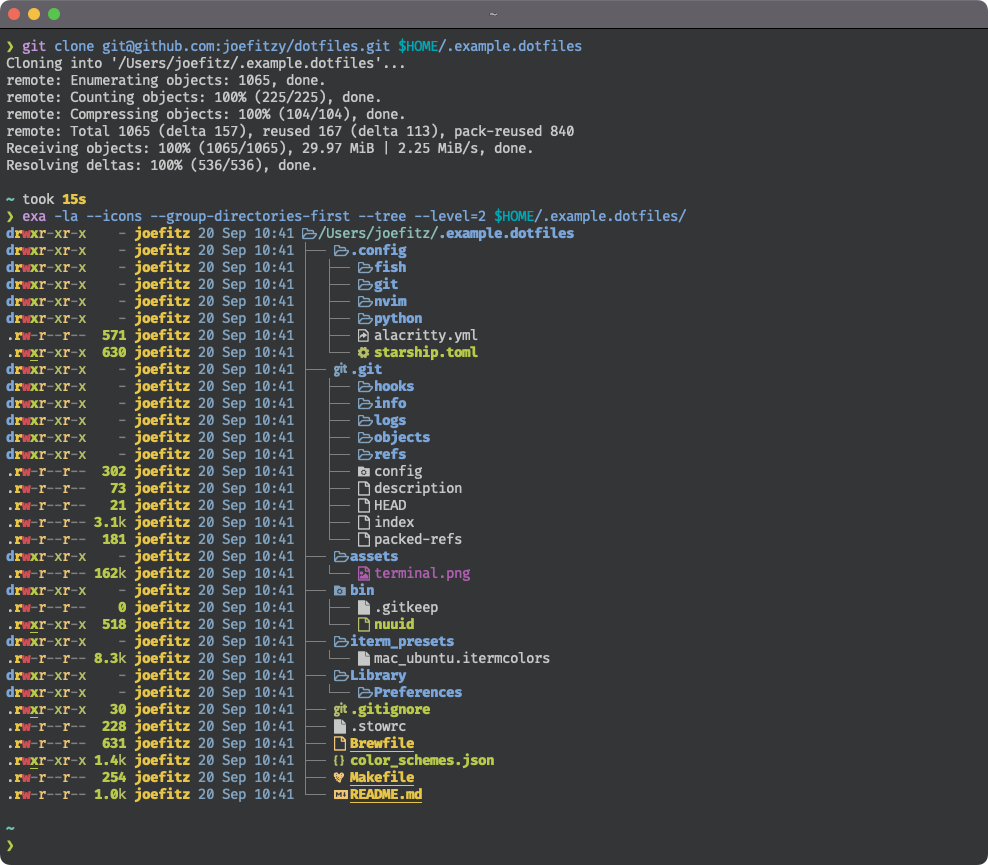 ~
❯ git clone git@github.com:joefitzy/dotfiles.git $HOME/.example.dotfiles
Cloning into '/Users/joefitz/.example.dotfiles'...
remote: Enumerating objects: 1065, done.
remote: Counting objects: 100% (225/225), done.
remote: Compressing objects: 100% (104/104), done.
remote: Total 1065 (delta 157), reused 167 (delta 113), pack-reused 840
Receiving objects: 100% (1065/1065), 29.97 MiB | 2.25 MiB/s, done.
Resolving deltas: 100% (536/536), done.
~ took 15s
❯ exa -la --icons --group-directories-first --tree --level=2 $HOME/.example.dotfiles/
drwxr-xr-x - joefitz 20 Sep 10:41 /Users/joefitz/.example.dotfiles
drwxr-xr-x - joefitz 20 Sep 10:41 ├── .config
drwxr-xr-x - joefitz 20 Sep 10:41 │ ├── fish
drwxr-xr-x - joefitz 20 Sep 10:41 │ ├── git
drwxr-xr-x - joefitz 20 Sep 10:41 │ ├── nvim
drwxr-xr-x - joefitz 20 Sep 10:41 │ ├── python
.rw-r--r-- 571 joefitz 20 Sep 10:41 │ ├── alacritty.yml
.rwxr-xr-x 630 joefitz 20 Sep 10:41 │ └── starship.toml
drwxr-xr-x - joefitz 20 Sep 10:41 ├── git .git
drwxr-xr-x - joefitz 20 Sep 10:41 │ ├── hooks
drwxr-xr-x - joefitz 20 Sep 10:41 │ ├── info
drwxr-xr-x - joefitz 20 Sep 10:41 │ ├── logs
drwxr-xr-x - joefitz 20 Sep 10:41 │ ├── objects
drwxr-xr-x - joefitz 20 Sep 10:41 │ ├── refs
.rw-r--r-- 302 joefitz 20 Sep 10:41 │ ├── config
.rw-r--r-- 73 joefitz 20 Sep 10:41 │ ├── description
.rw-r--r-- 21 joefitz 20 Sep 10:41 │ ├── HEAD
.rw-r--r-- 3.1k joefitz 20 Sep 10:41 │ ├── index
.rw-r--r-- 181 joefitz 20 Sep 10:41 │ └── packed-refs
drwxr-xr-x - joefitz 20 Sep 10:41 ├── assets
.rw-r--r-- 162k joefitz 20 Sep 10:41 │ └── terminal.png
drwxr-xr-x - joefitz 20 Sep 10:41 ├── bin
.rw-r--r-- 0 joefitz 20 Sep 10:41 │ ├── .gitkeep
.rwxr-xr-x 518 joefitz 20 Sep 10:41 │ └── nuuid
drwxr-xr-x - joefitz 20 Sep 10:41 ├── iterm_presets
.rw-r--r-- 8.3k joefitz 20 Sep 10:41 │ └── mac_ubuntu.itermcolors
drwxr-xr-x - joefitz 20 Sep 10:41 ├── Library
drwxr-xr-x - joefitz 20 Sep 10:41 │ └── Preferences
.rwxr-xr-x 30 joefitz 20 Sep 10:41 ├── git .gitignore
.rw-r--r-- 228 joefitz 20 Sep 10:41 ├── .stowrc
.rw-r--r-- 631 joefitz 20 Sep 10:41 ├── Brewfile
.rwxr-xr-x 1.4k joefitz 20 Sep 10:41 ├── {} color_schemes.json
.rw-r--r-- 254 joefitz 20 Sep 10:41 ├── Makefile
.rw-r--r-- 1.0k joefitz 20 Sep 10:41 └── README.md
~
❯